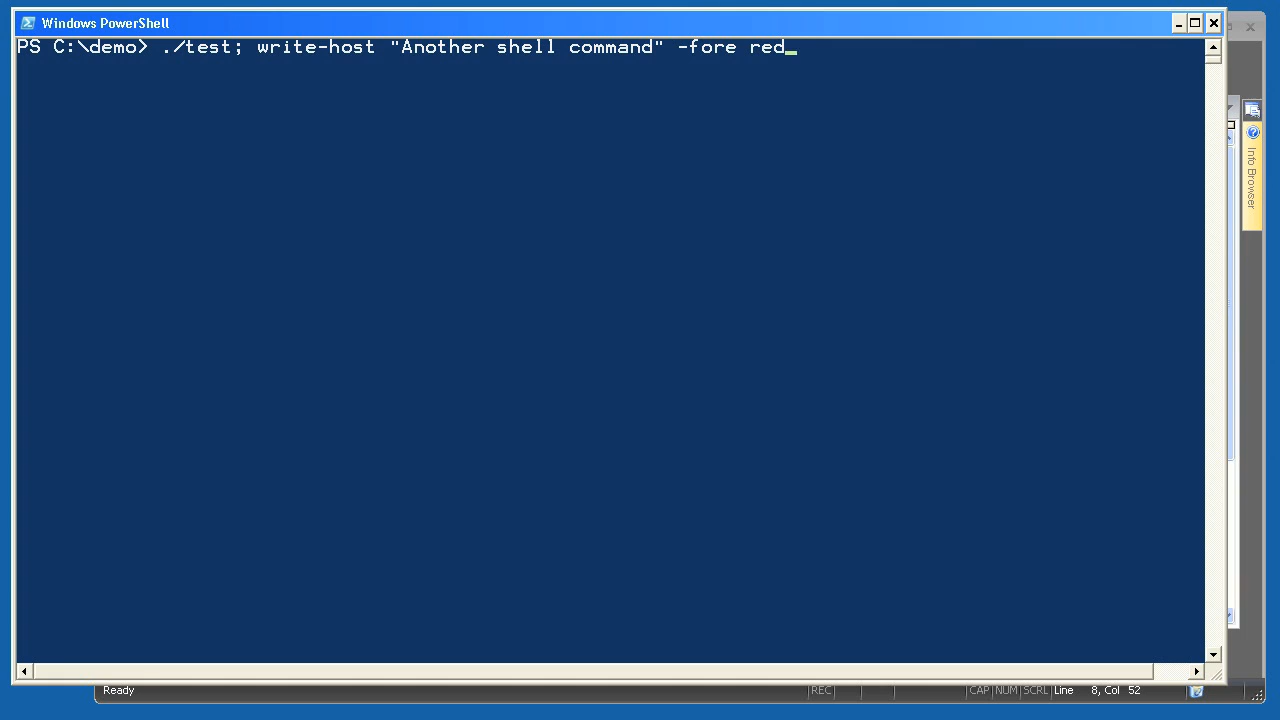 Windows PowerShell
PS C:\demo> ./test; write-host "Another shell command" -fore red_
Info Browser
Ready
REC
CAP NUM SCRL Line 8, Col 52